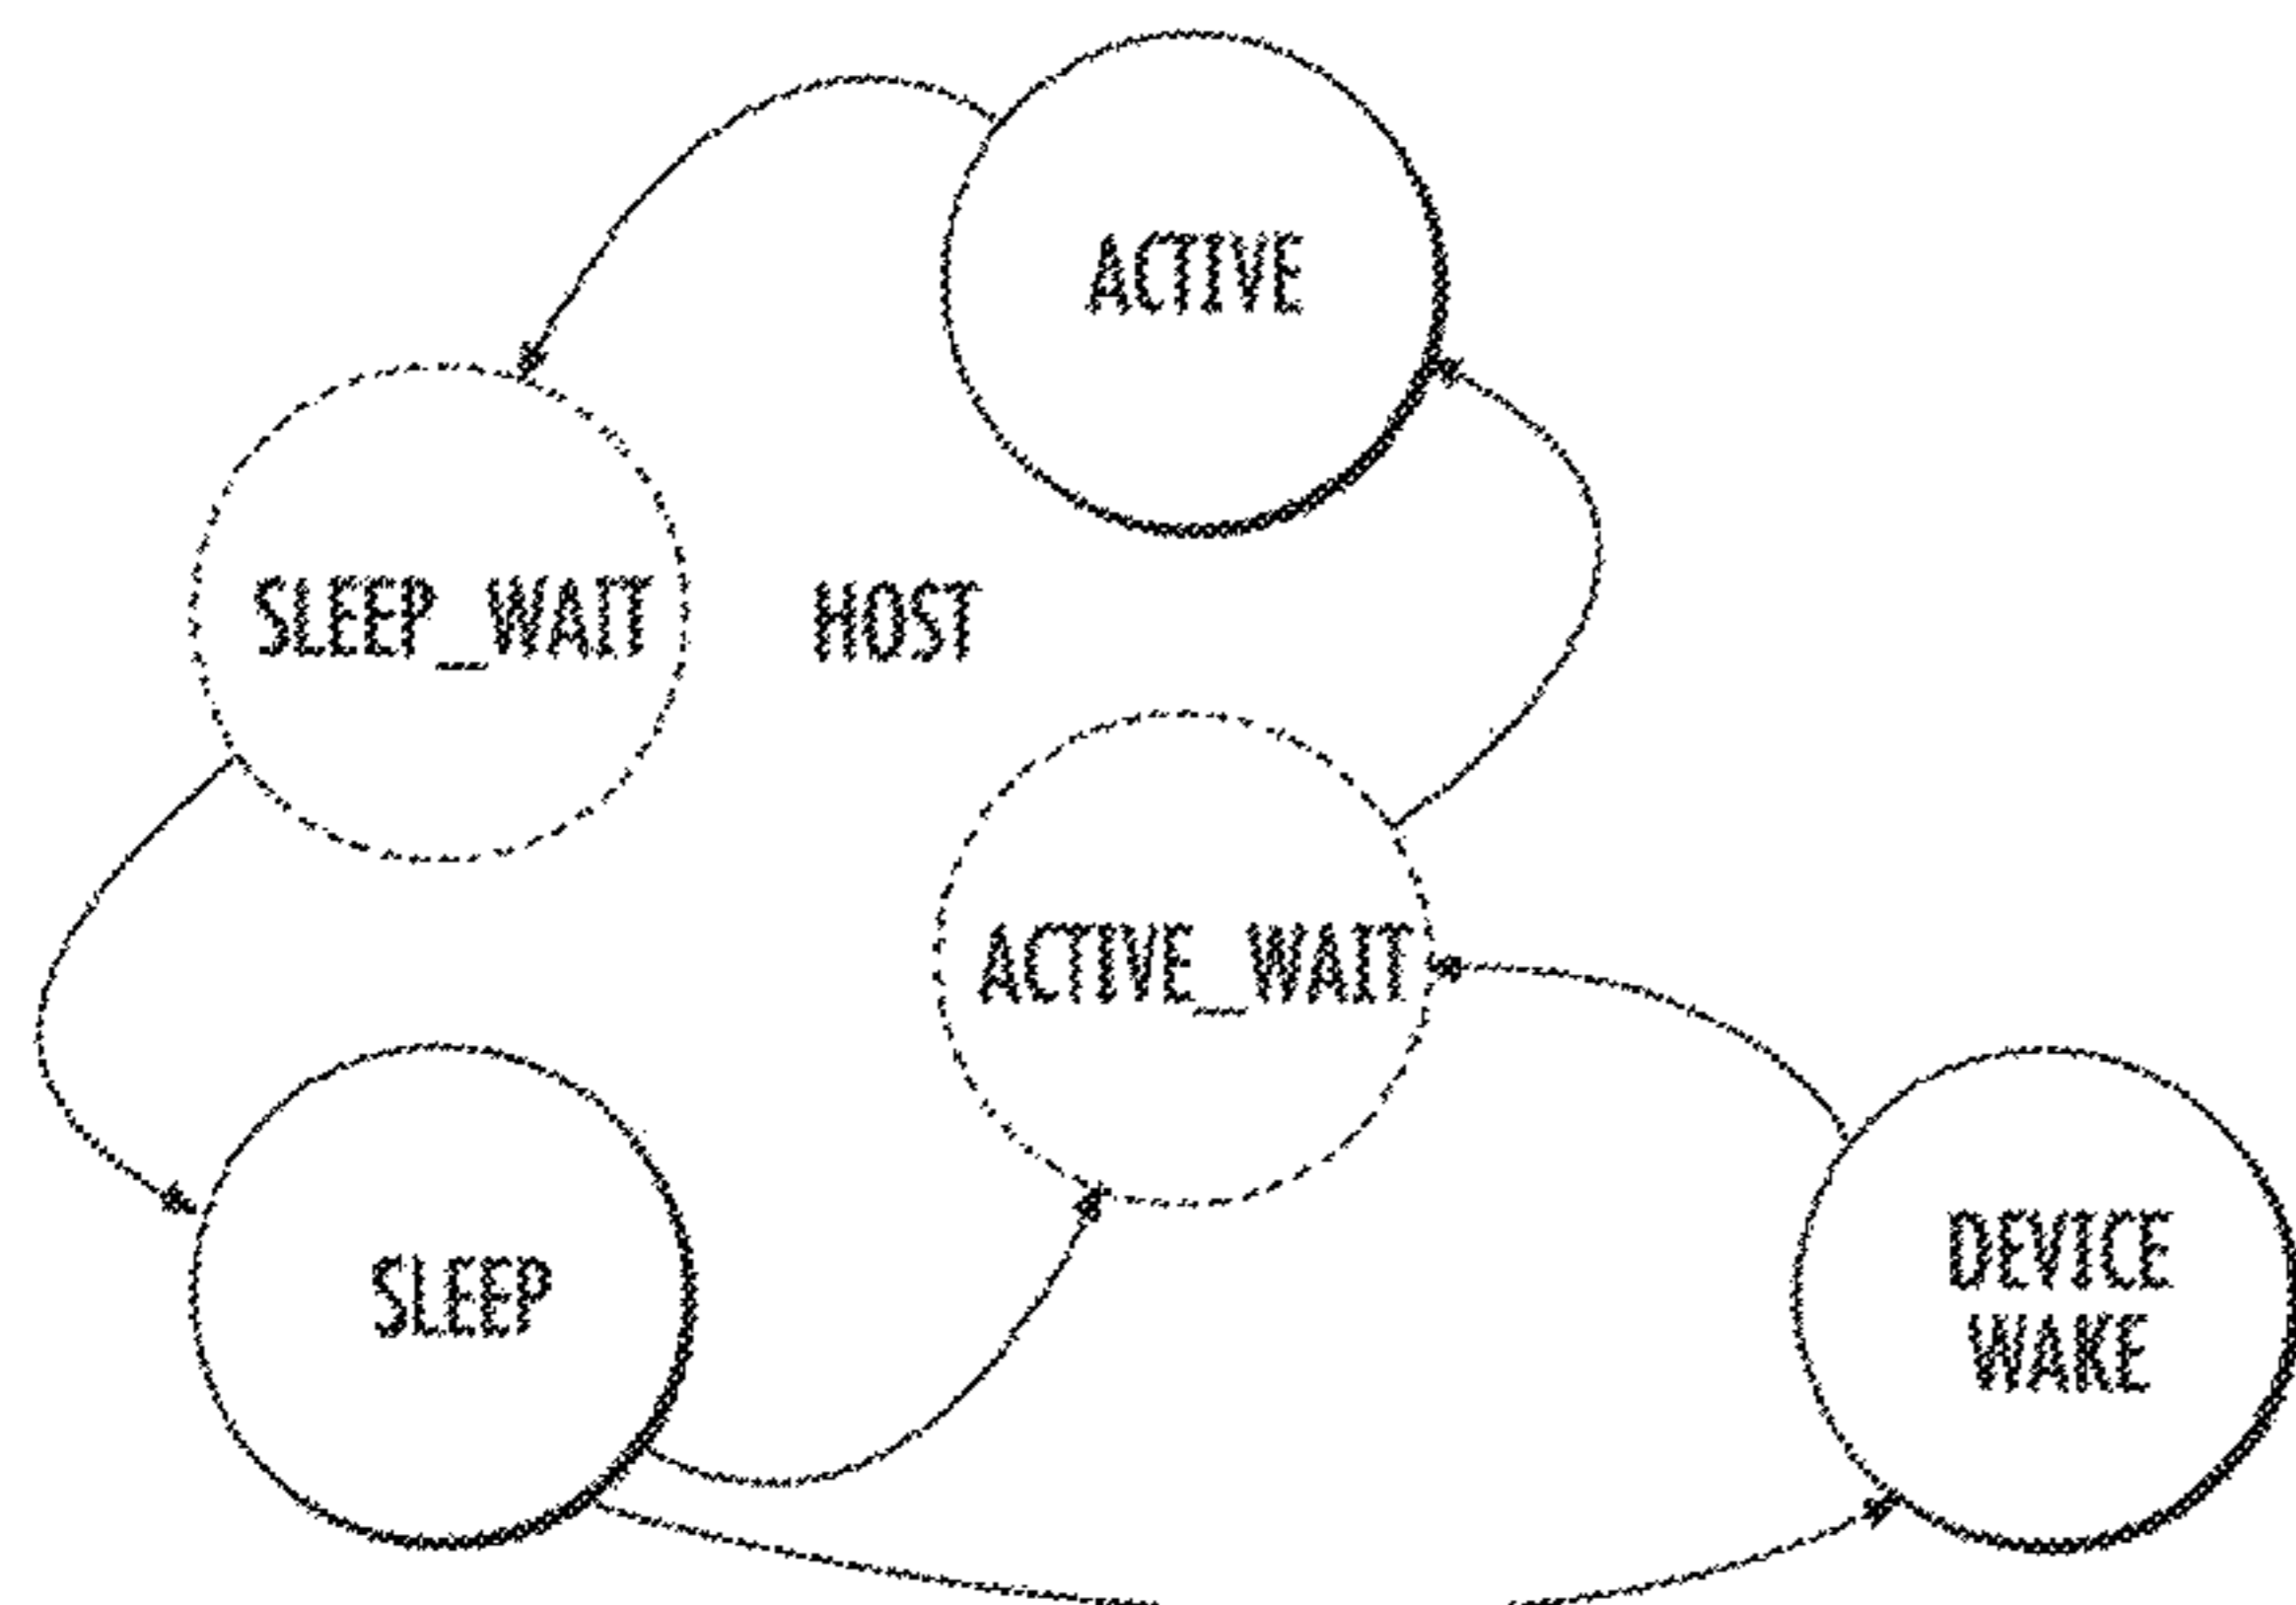 ACTIVE
SLEEP_WAIT
HOST
ACTIVE_WAIT
SLEEP
DEVICE
WAKE